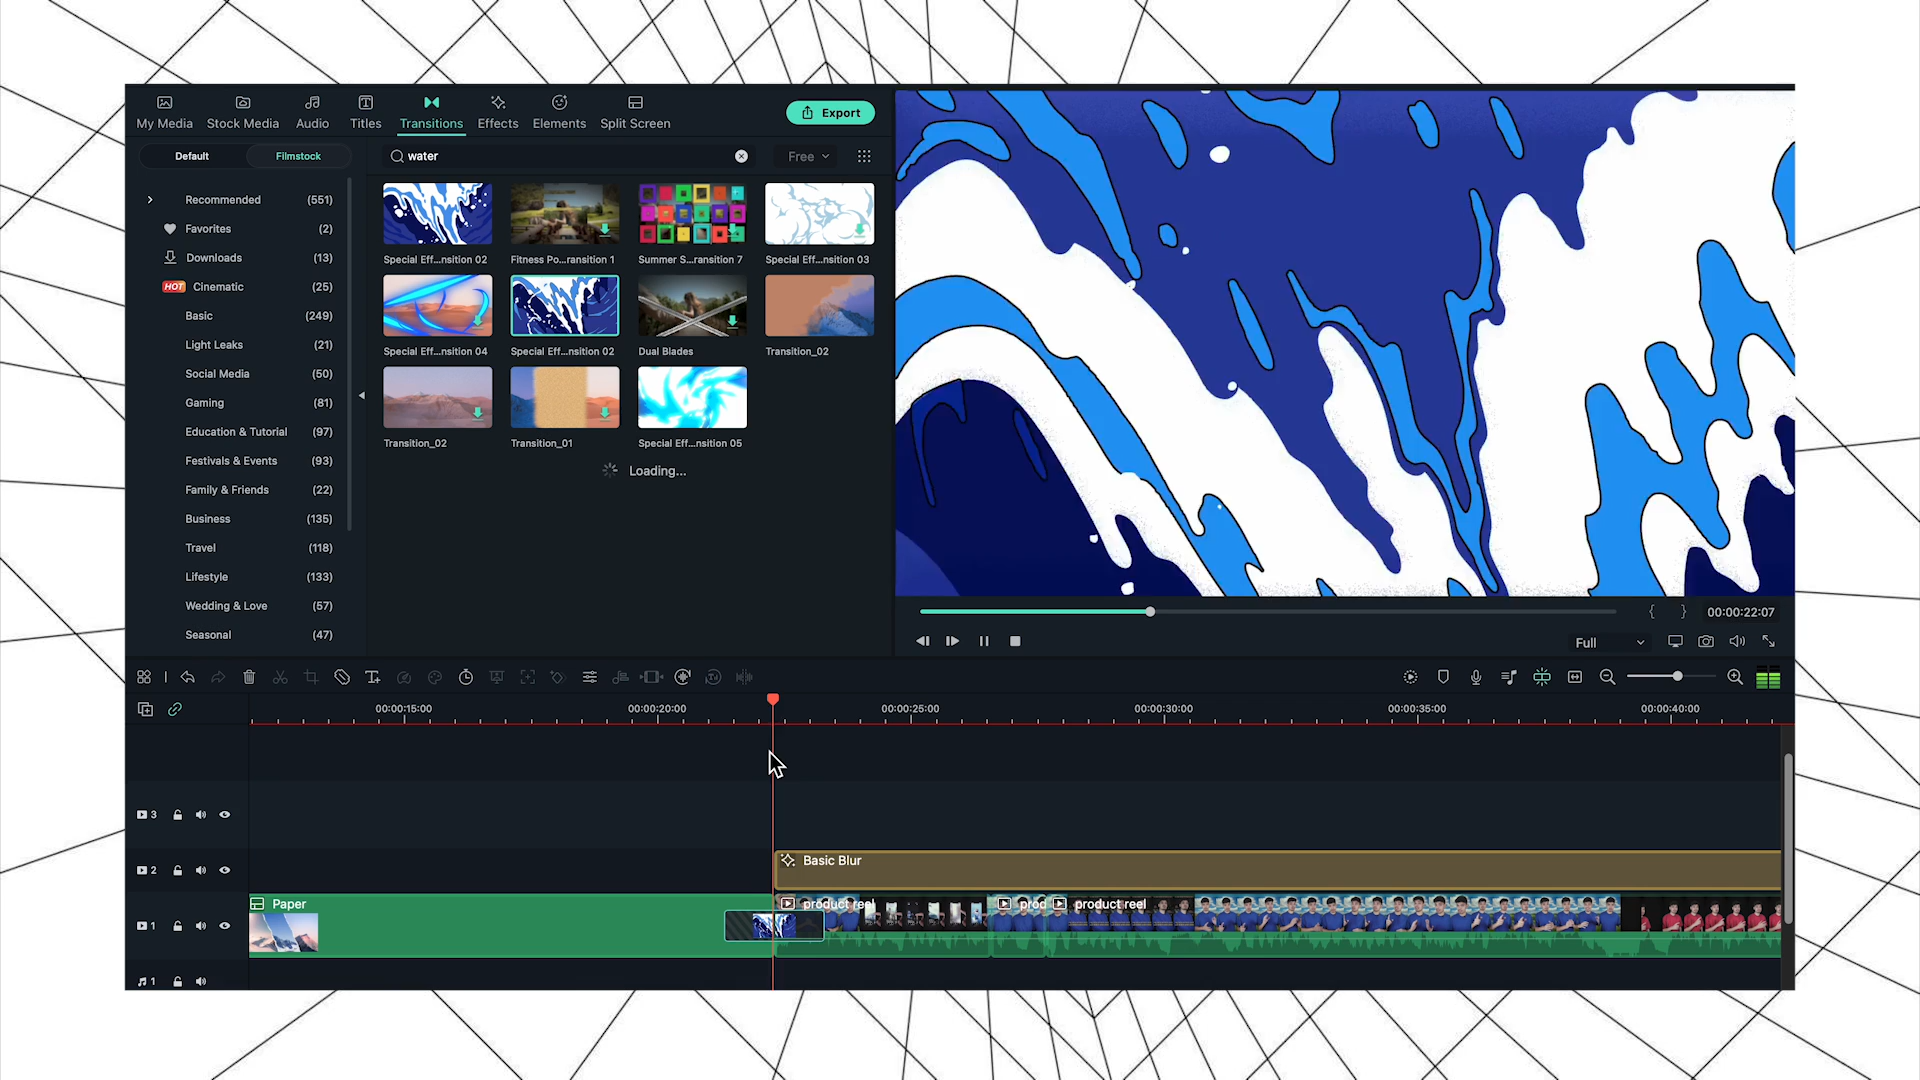 My Media
Stock Media
Audio
Titles
Transitions
Effects
Elements
Split Screen
Export
Default
Filmstock
water
Free
Recommended (551)
Favorites (2)
Downloads (13)
HOT Cinematic (25)
Basic (249)
Light Leaks (21)
Social Media (50)
Gaming (81)
Education & Tutorial (97)
Festivals & Events (93)
Family & Friends (22)
Business (135)
Travel (118)
Lifestyle (133)
Wedding & Love (57)
Seasonal (47)
Special Eff...nsition 02
Fitness Po...ransition 1
Summer S...ransition 7
Special Eff...nsition 03
Special Eff...nsition 04
Special Eff...nsition 02
Dual Blades
Transition_02
Transition_02
Transition_01
Special Eff...nsition 05
Loading...
{ } 00:00:22:07
Full
00:00:15:00
00:00:20:00
00:00:25:00
00:00:30:00
00:00:35:00
00:00:40:00
3
2
Basic Blur
1
Paper
product reel
prod
product reel
1